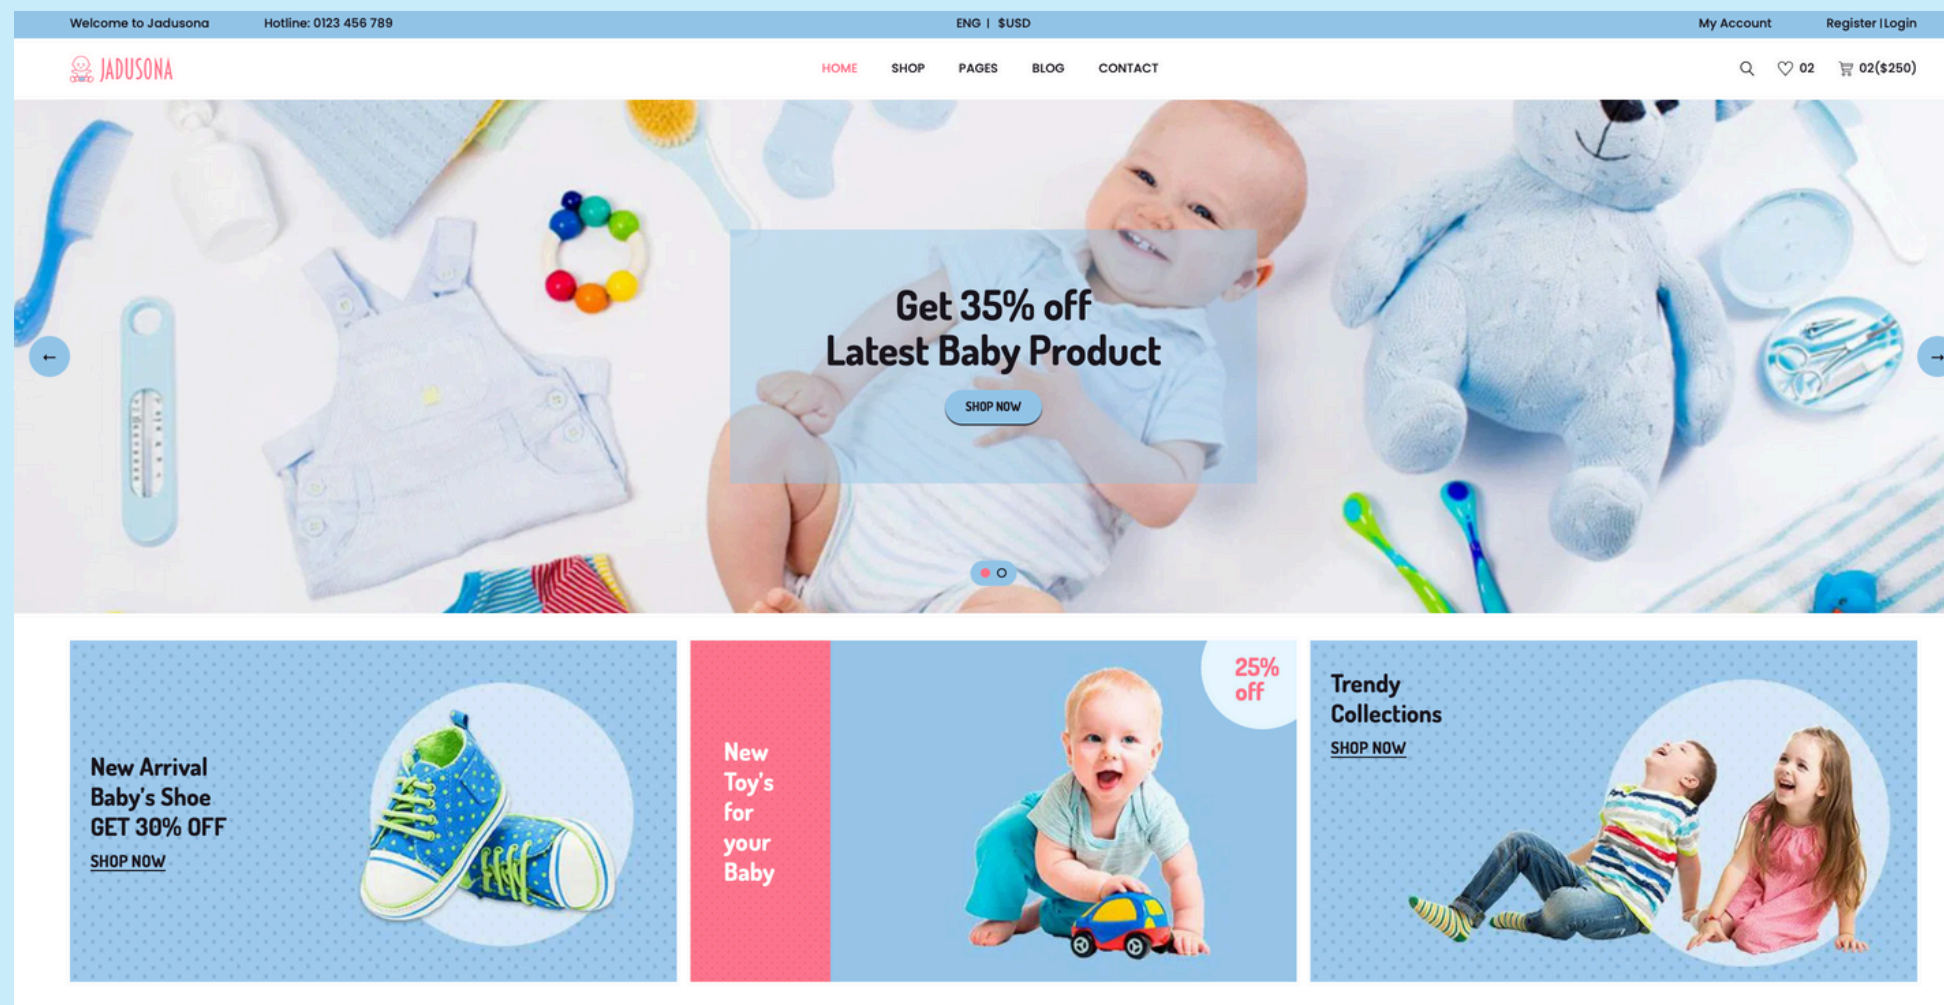 Welcome to Jadusona
Hotline: 0123 456 789
ENG | $USD
My Account
Register | Login
JADUSONA
HOME
SHOP
PAGES
BLOG
CONTACT
02
02($250)
Get 35% off
Latest Baby Product
SHOP NOW
New Arrival
Baby's Shoe
GET 30% OFF
SHOP NOW
New
Toy's
for
your
Baby
25%
off
Trendy
Collections
SHOP NOW